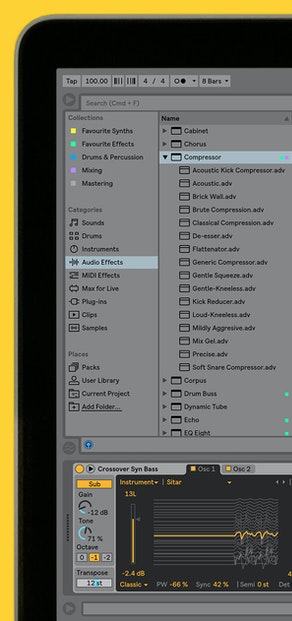 Tap 100.00 4 / 4 8 Bars
Search (Cmd + F)
Collections
Favourite Synths
Favourite Effects
Drums & Percussion
Mixing
Mastering
Categories
Sounds
Drums
Instruments
Audio Effects
MIDI Effects
Max for Live
Plug-ins
Clips
Samples
Places
Packs
User Library
Current Project
Add Folder...
Name
Cabinet
Chorus
Compressor
Acoustic Kick Compressor.adv
Acoustic.adv
Brick Wall.adv
Brute Compression.adv
Classical Compression.adv
De-esser.adv
Flattenator.adv
Generic Compressor.adv
Gentle Squeeze.adv
Gentle-Kneeless.adv
Kick Reducer.adv
Loud-Kneeless.adv
Mildly Aggresive.adv
Mix Gel.adv
Precise.adv
Soft Snare Compressor.adv
Corpus
Drum Buss
Dynamic Tube
Echo
EQ Eight
Crossover Syn Bass
Osc 1 Osc 2
Sub
Gain
-12 dB
Tone
71 %
Octave
0 -1 -2
Transpose
12 st
Instrument Sitar
13L
-2.4 dB
Classic PW -66 % Sync 42 % Semi 0 st Det